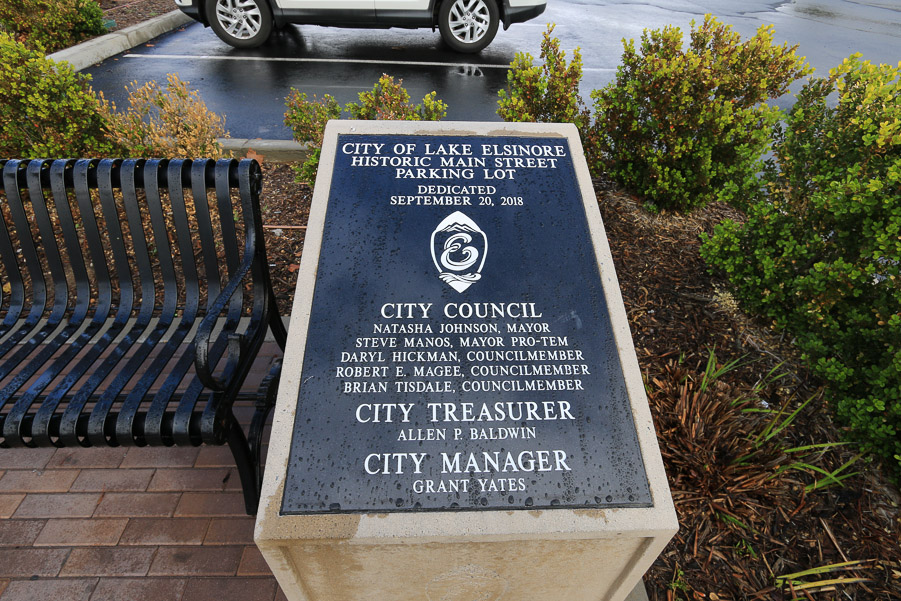 CITY OF LAKE ELSINORE
HISTORIC MAIN STREET
PARKING LOT
DEDICATED
SEPTEMBER 20, 2018
CITY COUNCIL
NATASHA JOHNSON, MAYOR
STEVE MANOS, MAYOR PRO-TEM
DARYL HICKMAN, COUNCILMEMBER
ROBERT E. MAGEE, COUNCILMEMBER
BRIAN TISDALE, COUNCILMEMBER
CITY TREASURER
ALLEN P. BALDWIN
CITY MANAGER
GRANT YATES